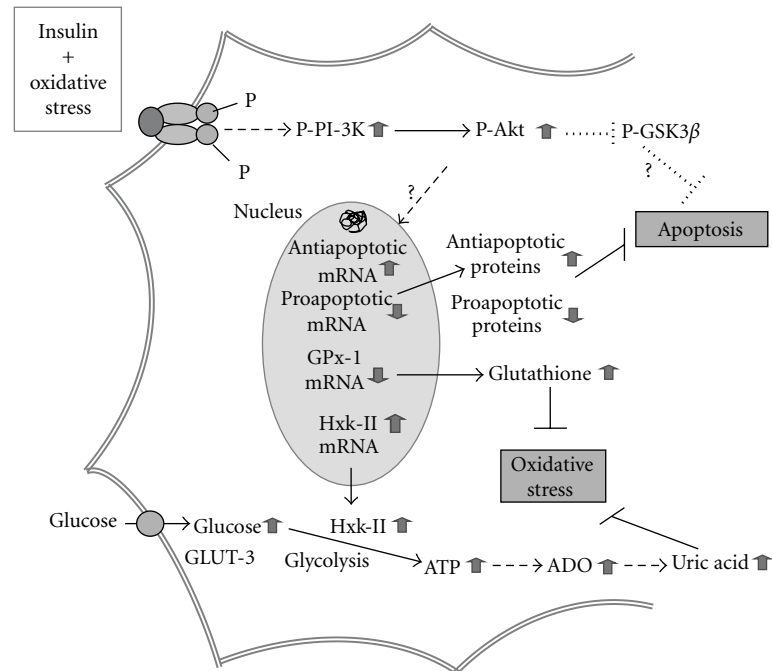 Insulin
+
oxidative
stress
P
P
P-PI-3K
P-Akt
P-GSK3β
?
?
Nucleus
Apoptosis
Antiapoptotic
mRNA
Proapoptotic
mRNA
Antiapoptotic
proteins
Proapoptotic
proteins
GPx-1
mRNA
Glutathione
Hxk-II
mRNA
Oxidative
stress
Glucose
Glucose
GLUT-3
Hxk-II
Glycolysis
ATP
ADO
Uric acid